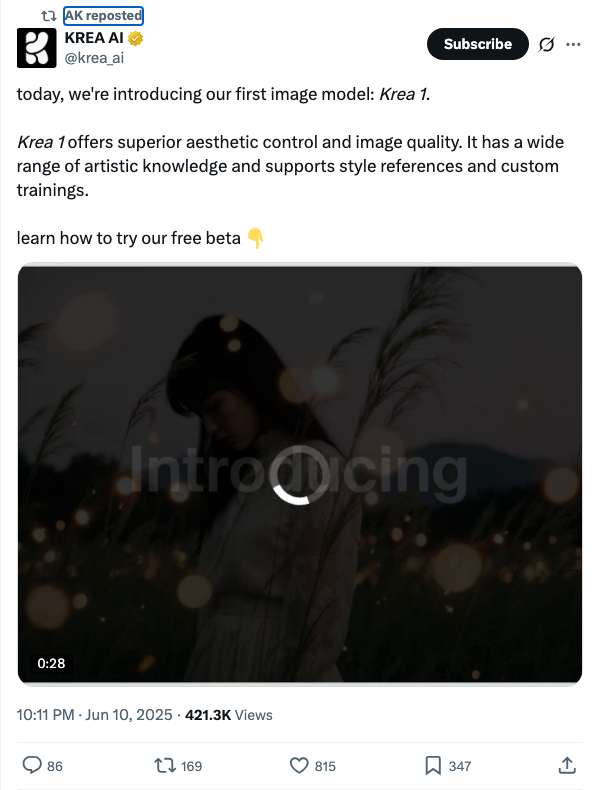 AK reposted
KREA AI
@krea_ai
Subscribe
today, we're introducing our first image model: Krea 1.
Krea 1 offers superior aesthetic control and image quality. It has a wide
range of artistic knowledge and supports style references and custom
trainings.
learn how to try our free beta 👇
Introducing
0:28
10:11 PM · Jun 10, 2025 · 421.3K Views
86 169 815 347